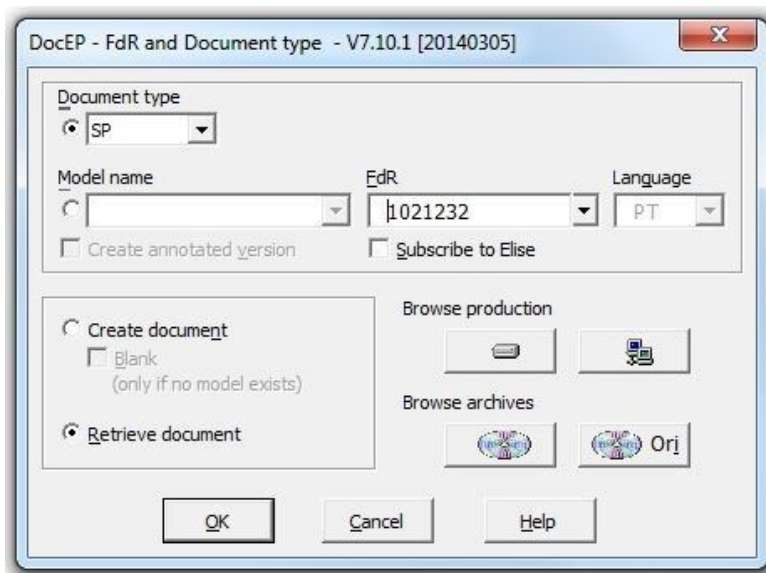 DocEP - FdR and Document type - V7.10.1 [20140305]
Document type
SP
Model name FdR Language
1021232 PT
Create annotated version Subscribe to Elise
Create document Browse production
Blank
(only if no model exists)
Browse archives
Retrieve document
Ori
OK Cancel Help